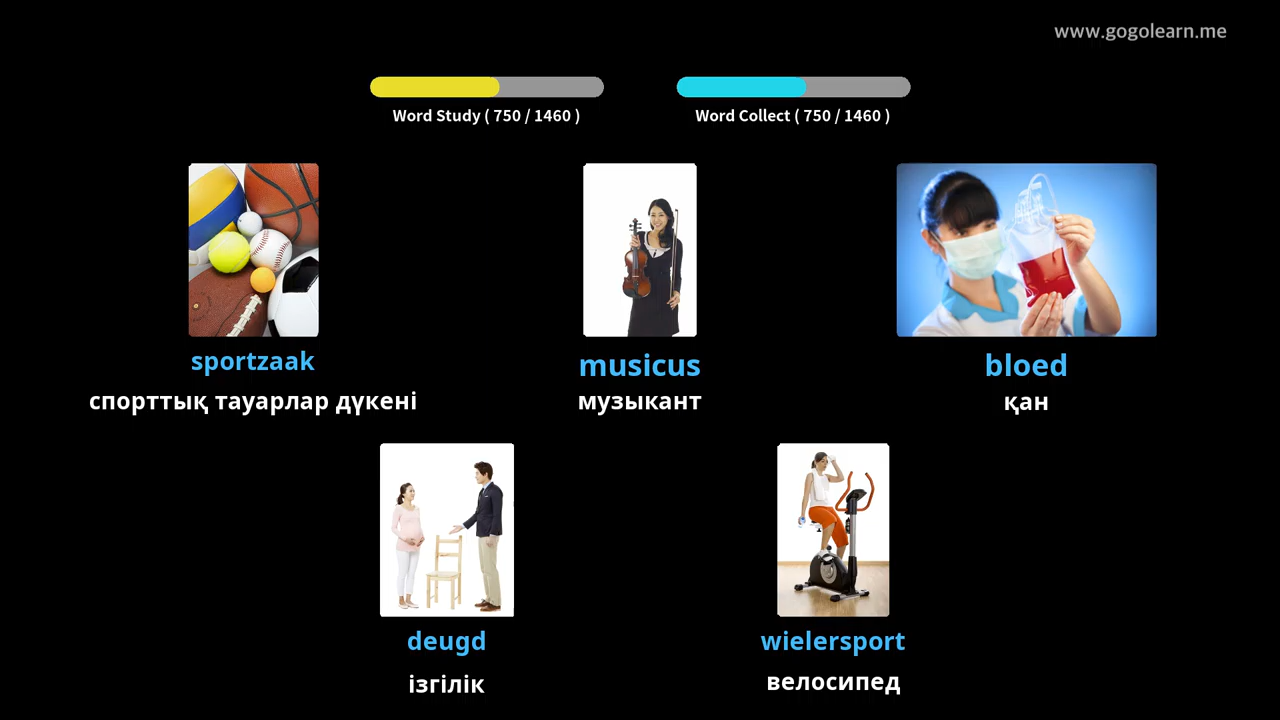 www.gogolearn.me
Word Study ( 750 / 1460 )
Word Collect ( 750 / 1460 )
sportzaak
спорттық тауарлар дүкені
musicus
музыкант
bloed
қан
deugd
ізгілік
wielersport
велосипед